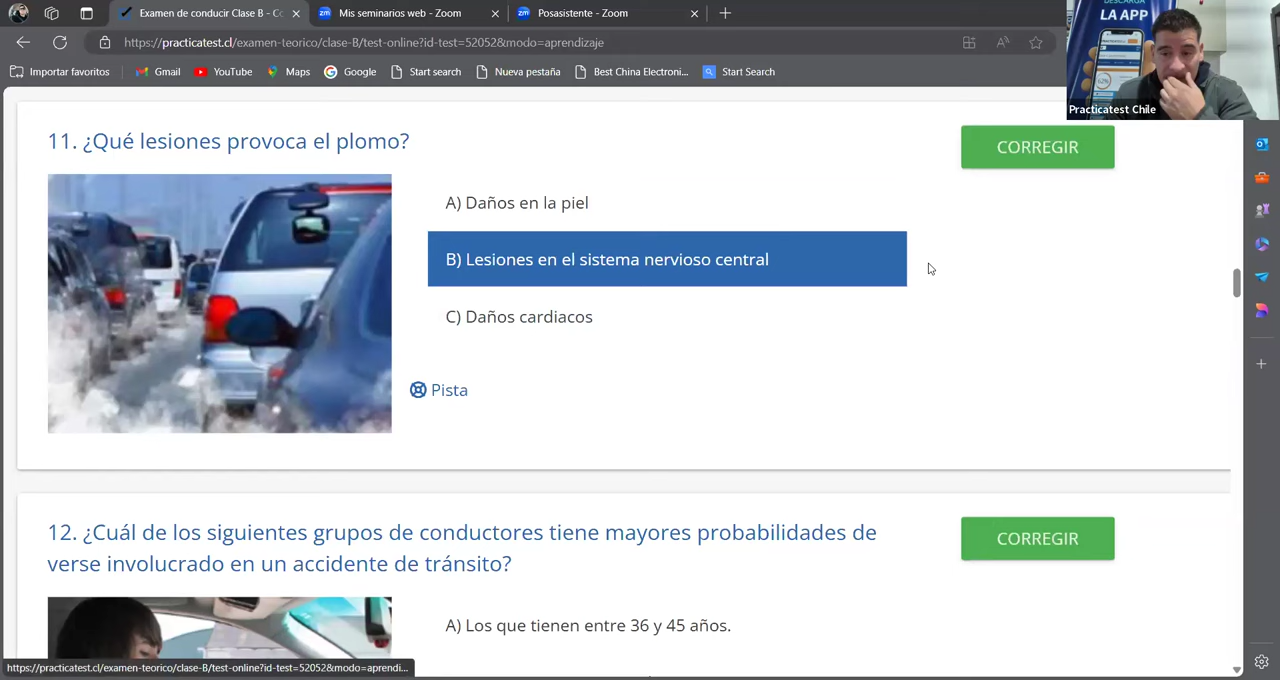 Examen de conducir Clase B - Co
Mis seminarios web - Zoom
Posasistente - Zoom
https://practicatest.cl/examen-teorico/clase-B/test-online?id-test=52052&modo=aprendizaje
Importar favoritos
Gmail
YouTube
Maps
Google
Start search
Nueva pestaña
Best China Electroni...
Start Search
DESCARGA
LA APP
62%
Practicatest Chile
11. ¿Qué lesiones provoca el plomo?
CORREGIR
A) Daños en la piel
B) Lesiones en el sistema nervioso central
C) Daños cardiacos
Pista
12. ¿Cuál de los siguientes grupos de conductores tiene mayores probabilidades de
verse involucrado en un accidente de tránsito?
CORREGIR
A) Los que tienen entre 36 y 45 años.
https://practicatest.cl/examen-teorico/clase-B/test-online?id-test=52052&modo=aprendi...